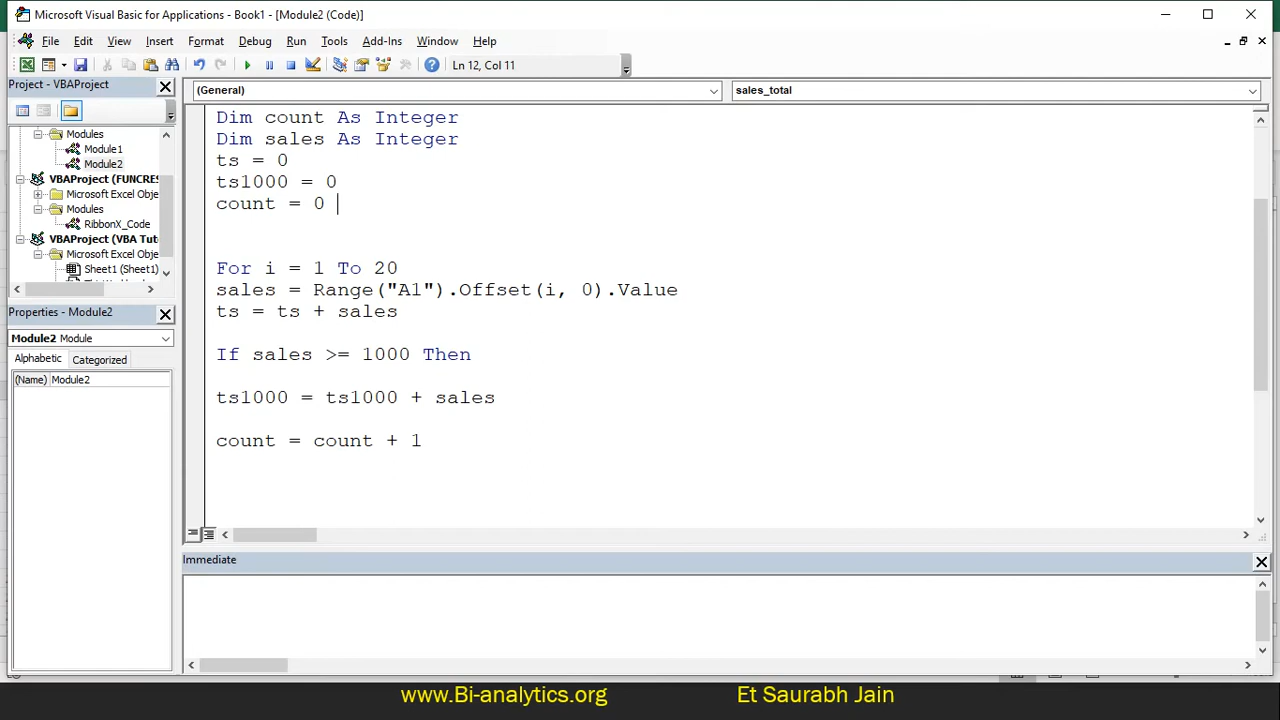 Microsoft Visual Basic for Applications - Book1 - [Module2 (Code)]
File Edit View Insert Format Debug Run Tools Add-Ins Window Help
Ln 12, Col 11
Project - VBAProject
(General)
sales_total
Modules
Module1
Module2
VBAProject (FUNCRES
Microsoft Excel Obje
Modules
RibbonX_Code
VBAProject (VBA Tut
Microsoft Excel Obje
Sheet1 (Sheet1)
Properties - Module2
Module2 Module
Alphabetic Categorized
(Name) Module2
Dim count As Integer
Dim sales As Integer
ts = 0
ts1000 = 0
count = 0
For i = 1 To 20
sales = Range("A1").Offset(i, 0).Value
ts = ts + sales
If sales >= 1000 Then
ts1000 = ts1000 + sales
count = count + 1
Immediate
www.Bi-analytics.org
Et Saurabh Jain